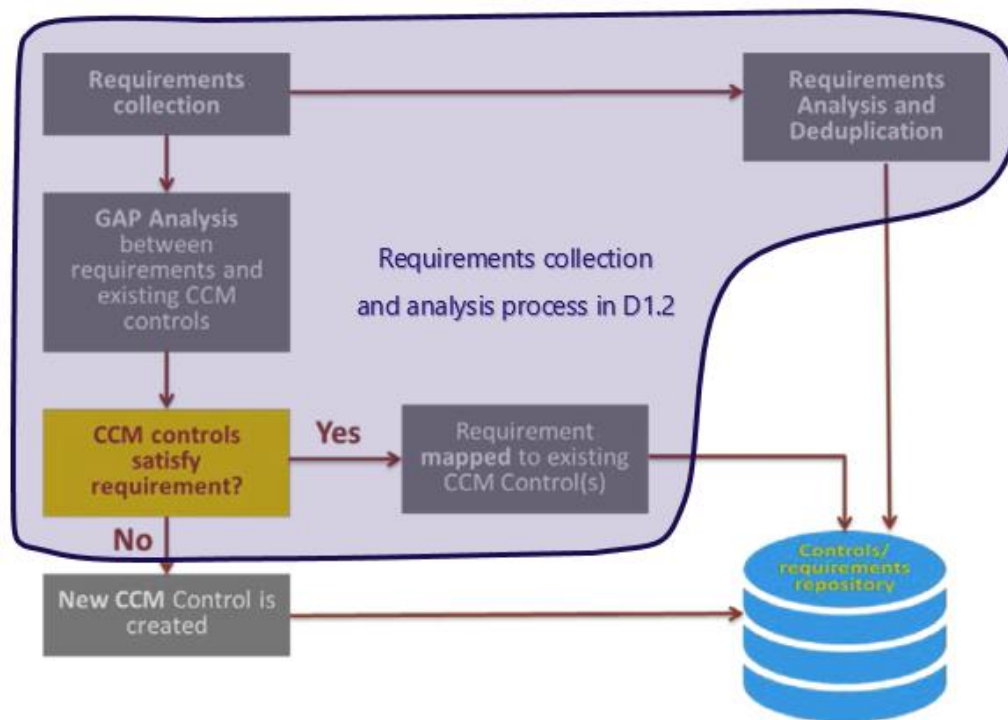 Requirements
collection
Requirements
Analysis and
Deduplication
GAP Analysis
between
requirements and
existing CCM
controls
Requirements collection
and analysis process in D1.2
CCM controls
satisfy
requirement?
Yes
Requirement
mapped to existing
CCM Control(s)
No
New CCM Control is
created
Controls/
requirements
repository